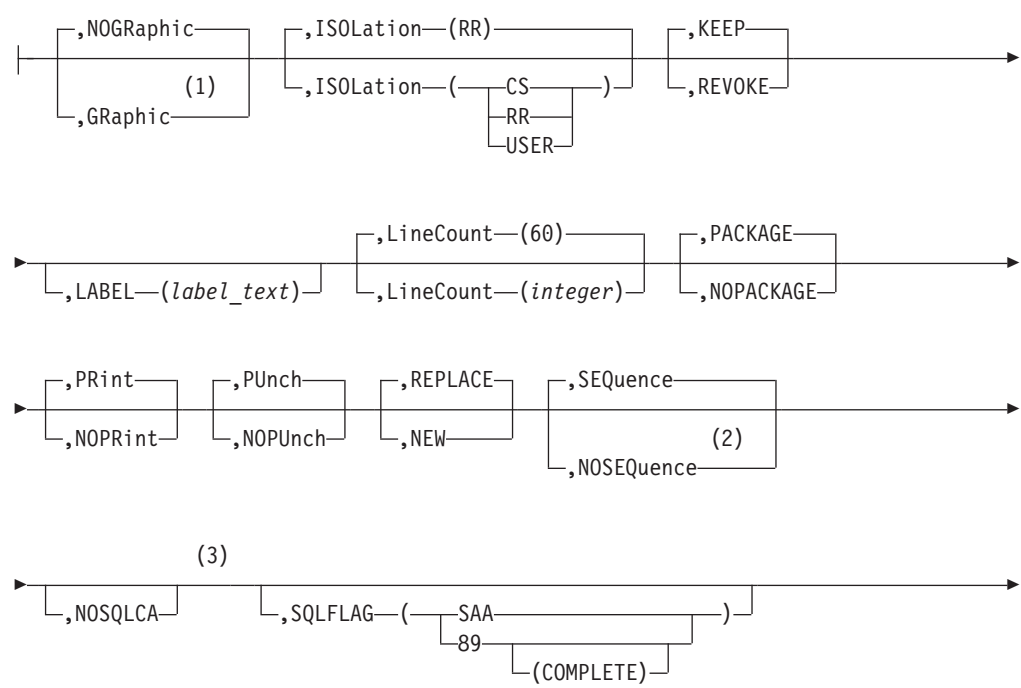 ,NOGRaphic ,ISOLation (RR) ,KEEP
(1) ,ISOLation ( CS ) ,REVOKE
,GRaphic RR
USER
,LineCount (60) ,PACKAGE
,LABEL (label_text) ,LineCount (integer) ,NOPACKAGE
,PRint ,PUnch ,REPLACE ,SEQuence
,NOPRint ,NOPUnch ,NEW (2)
,NOSEQuence
(3)
,NOSQLCA ,SQLFLAG ( SAA )
89
(COMPLETE)